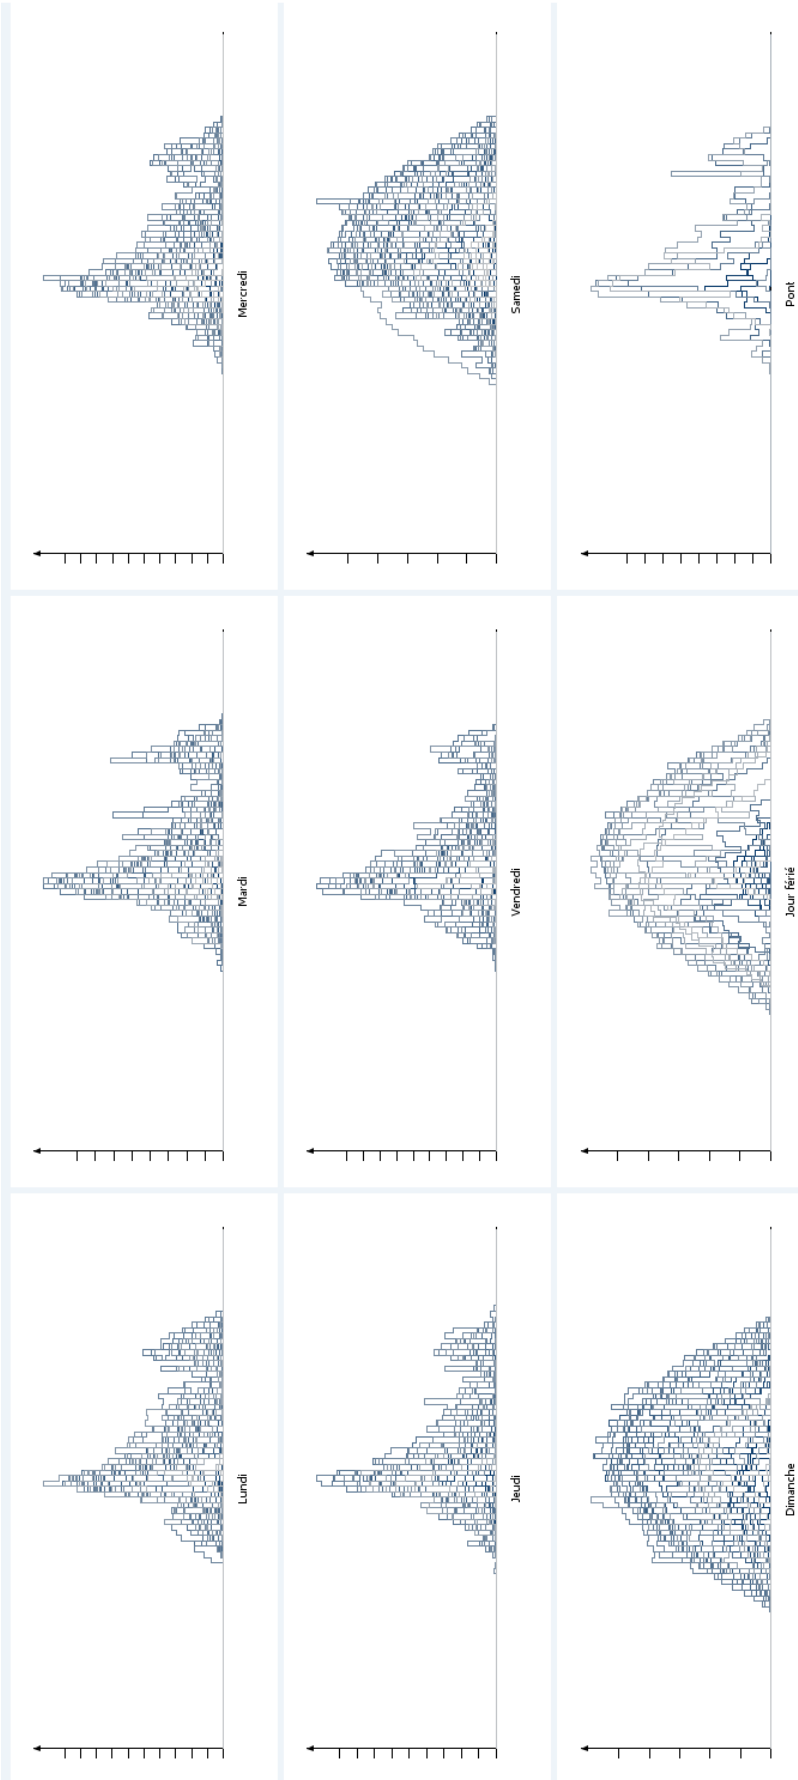 Lundi
Mardi
Mercredi
Jeudi
Vendredi
Samedi
Dimanche
Jour férié
Pont